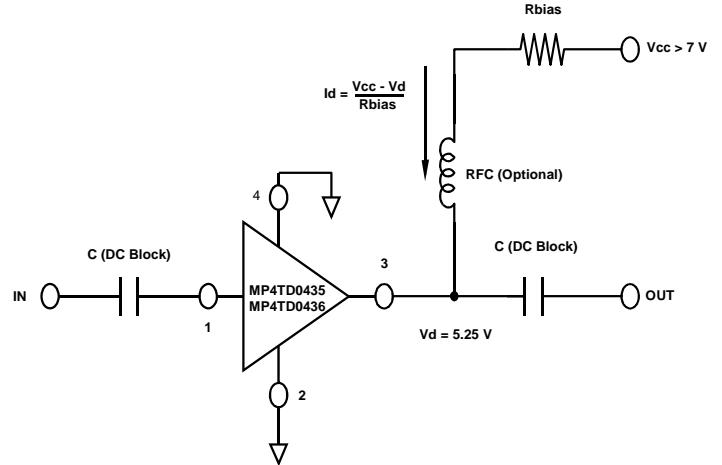 Rbias
Vcc > 7 V
Id = Vcc - Vd
Rbias
RFC (Optional)
4
C (DC Block)
C (DC Block)
3
MP4TD0435
MP4TD0436
IN
OUT
1
Vd = 5.25 V
2